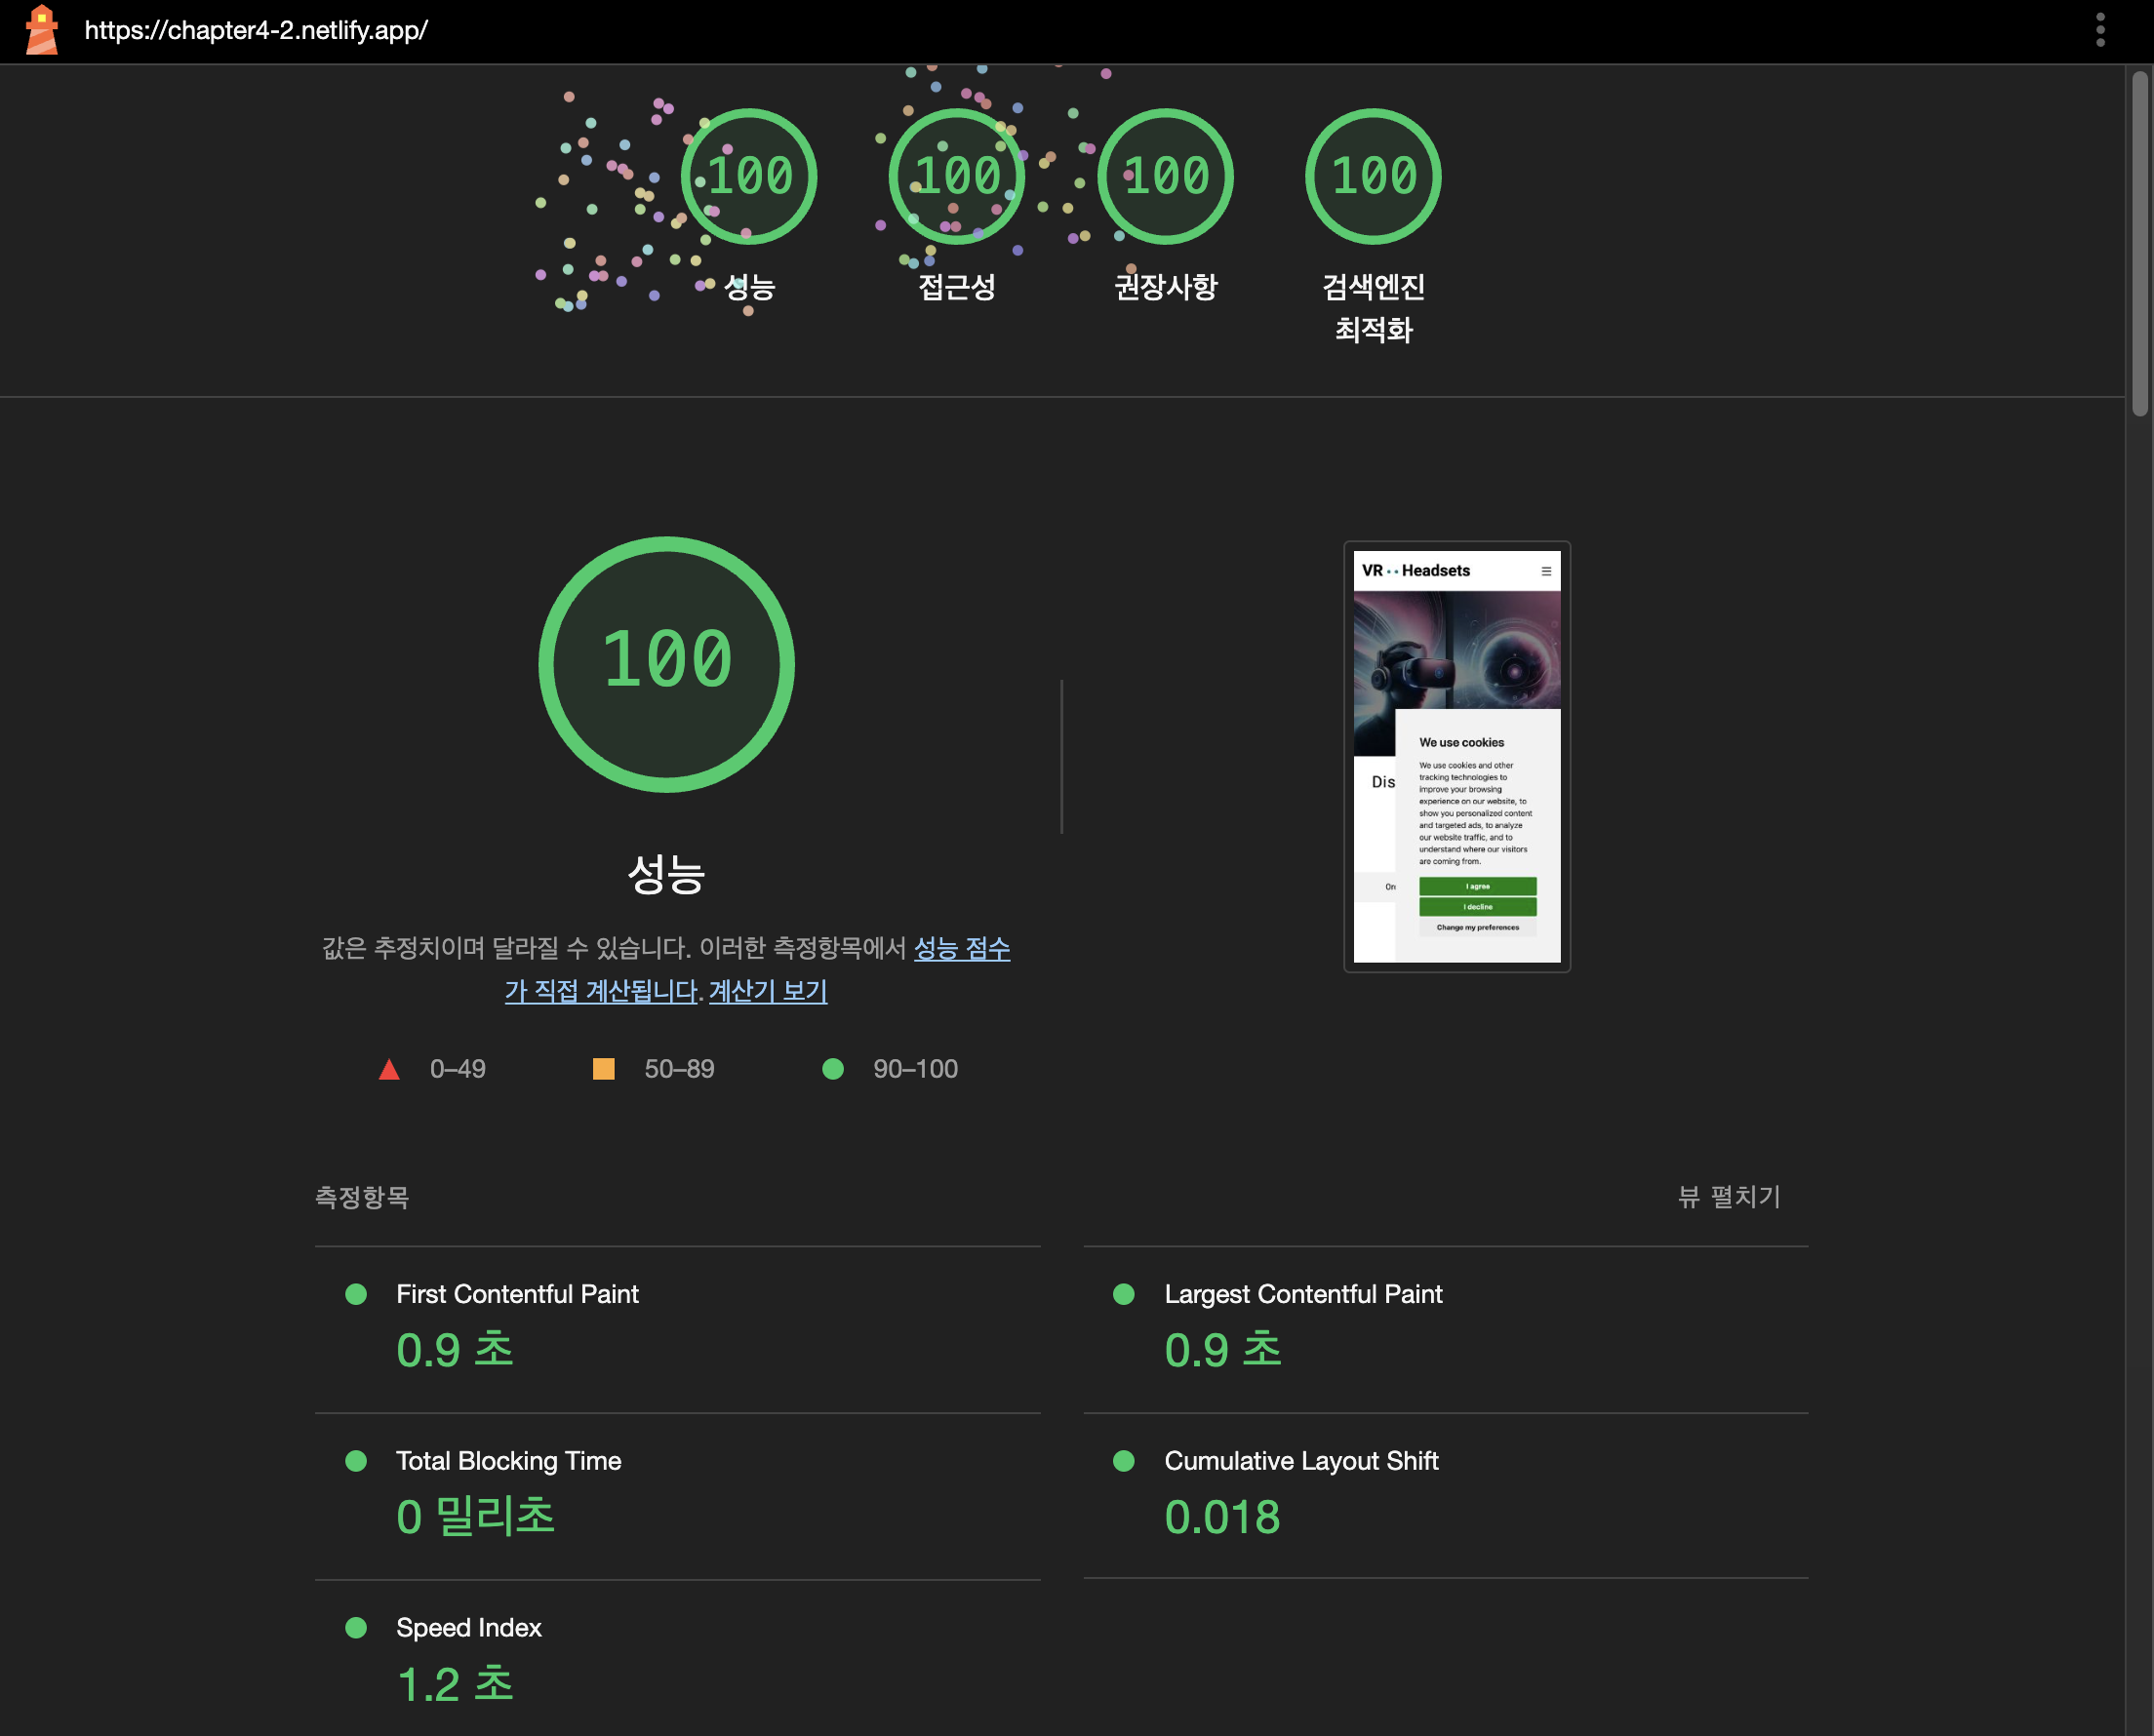 https://chapter4-2.netlify.app/
100
100
100
100
성능
접근성
권장사항
검색엔진
최적화
100
성능
값은 추정치이며 달라질 수 있습니다. 이러한 측정항목에서 성능 점수
가 직접 계산됩니다. 계산기 보기
0–49
50–89
90–100
VR Headsets
Dis
We use cookies
We use cookies and other
tracking technologies to
improve your browsing
experience on our website, to
show you personalized content
and targeted ads, to analyze
our website traffic, and to
understand where our visitors
are coming from.
On
I agree
I decline
Change my preferences
측정항목
뷰 펼치기
First Contentful Paint
0.9 초
Largest Contentful Paint
0.9 초
Total Blocking Time
0 밀리초
Cumulative Layout Shift
0.018
Speed Index
1.2 초